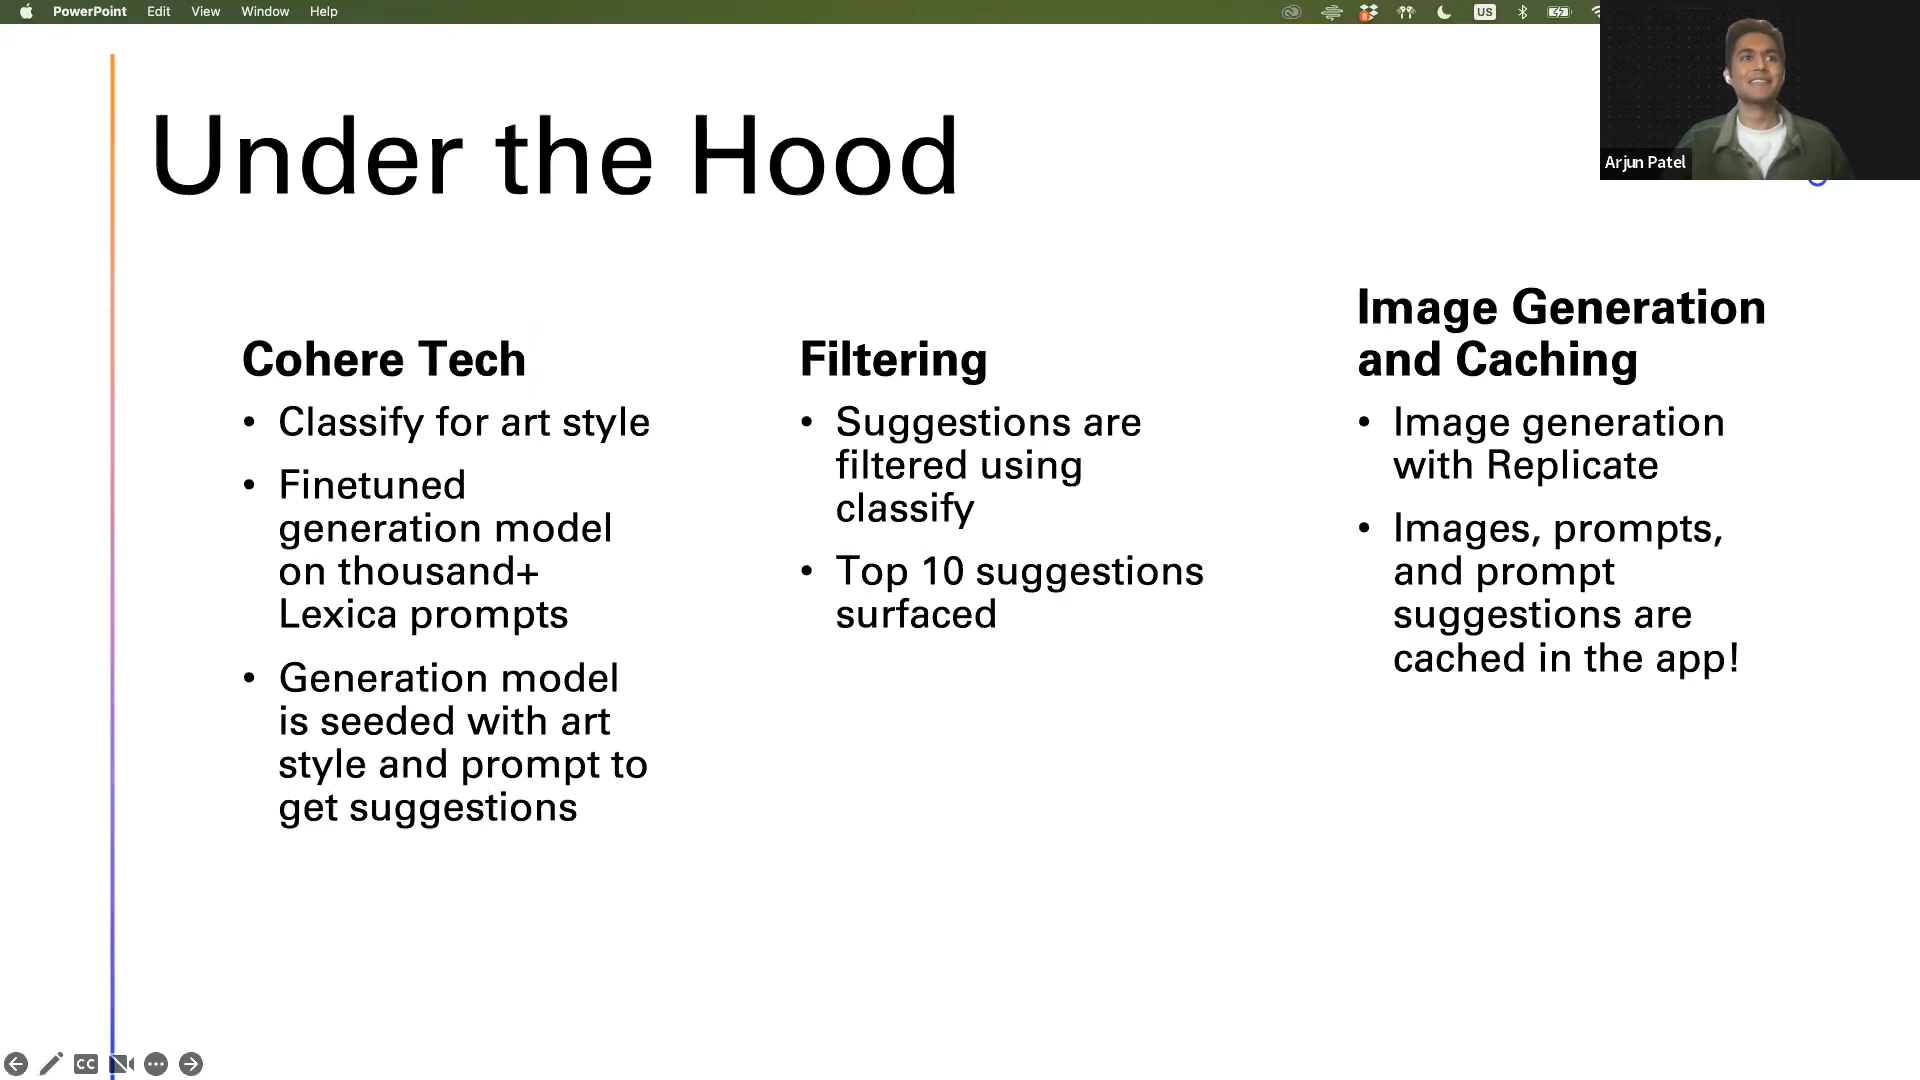 PowerPoint Edit View Window Help
8
US
Arjun Patel
Under the Hood
Cohere Tech
• Classify for art style
• Finetuned
generation model
on thousand+
Lexica prompts
• Generation model
is seeded with art
style and prompt to
get suggestions
Filtering
• Suggestions are
filtered using
classify
• Top 10 suggestions
surfaced
Image Generation
and Caching
• Image generation
with Replicate
• Images, prompts,
and prompt
suggestions are
cached in the app!
CC